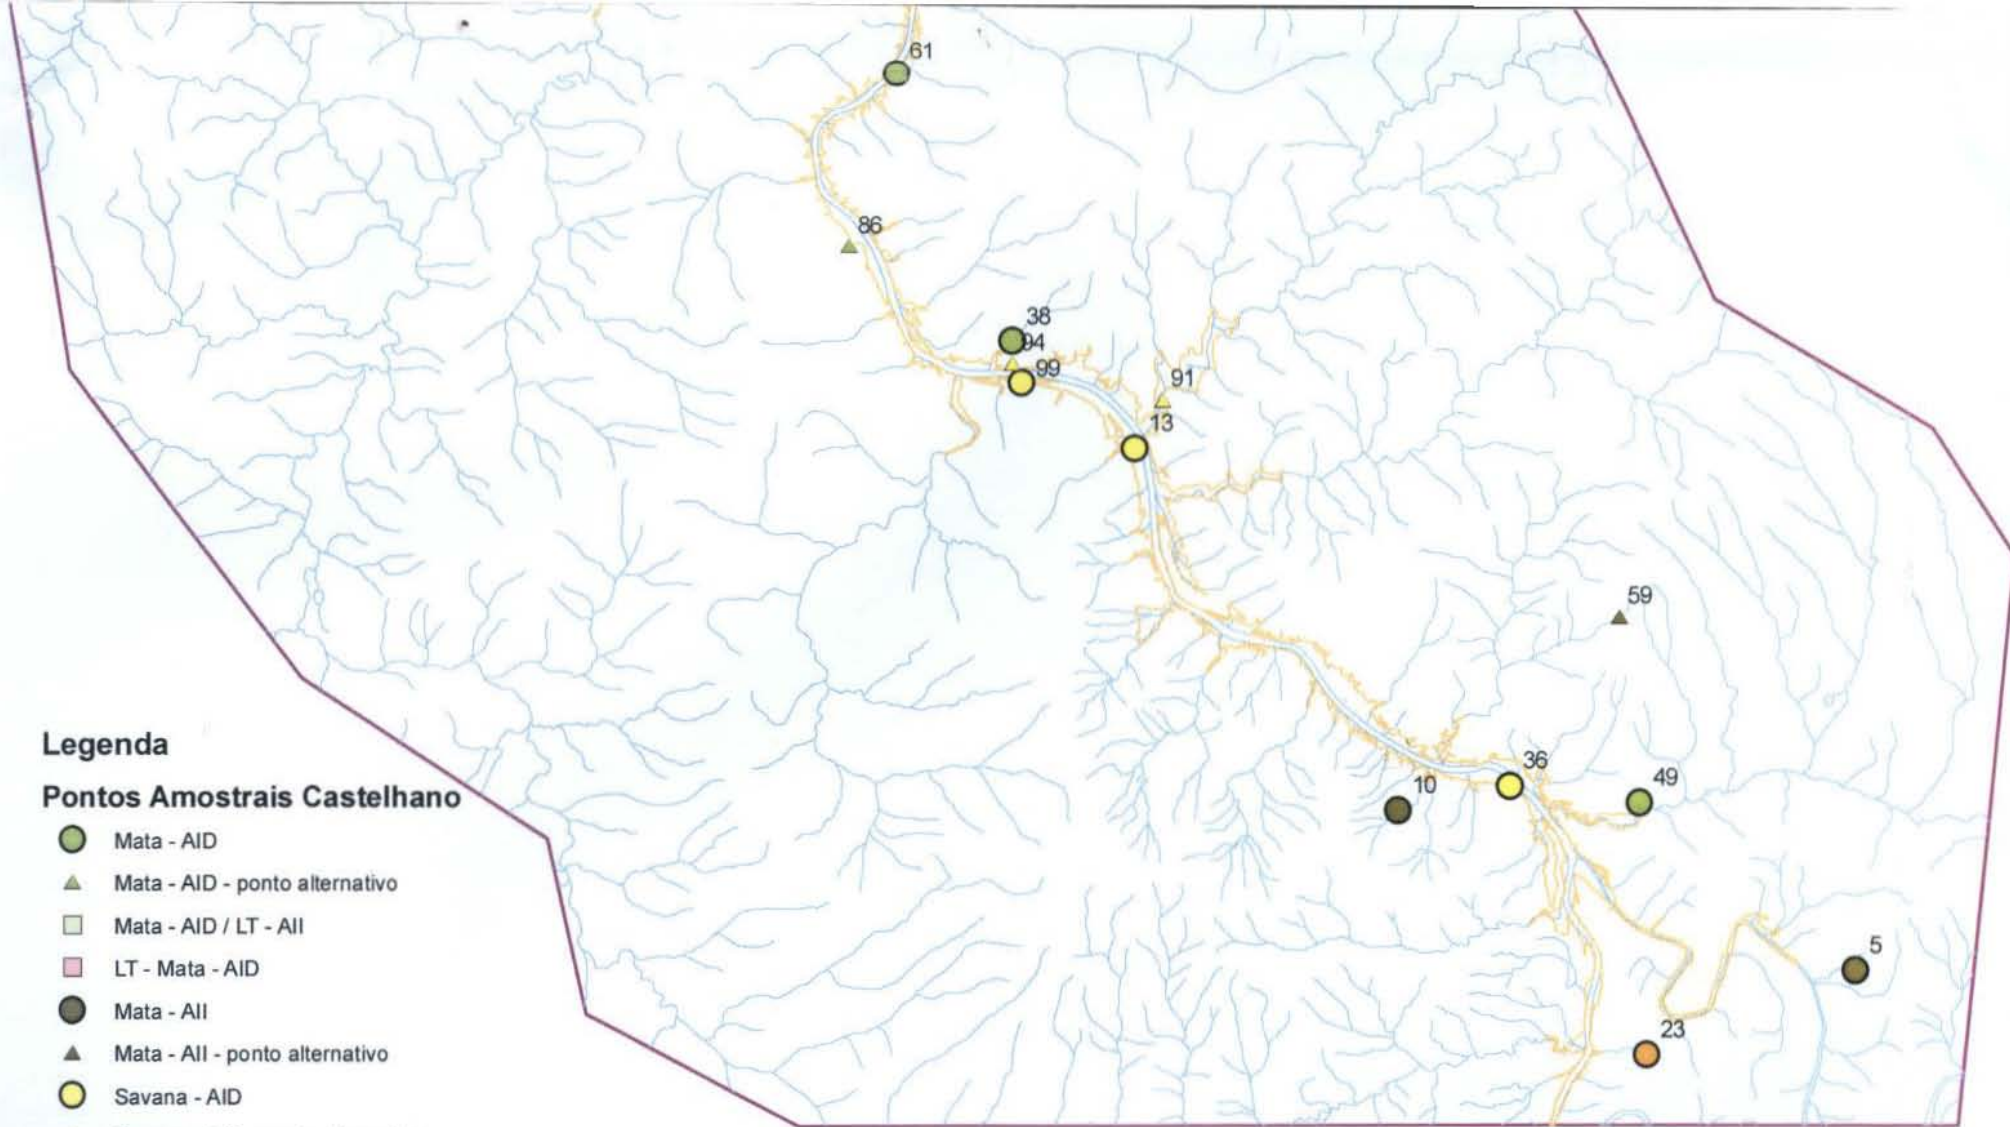 61
86
38
94
99
91
13
59
36
10
49
5
23
Legenda
Pontos Amostrais Castelhano
Mata - AID
Mata - AID - ponto alternativo
Mata - AID / LT - AII
LT - Mata - AID
Mata - AII
Mata - AII - ponto alternativo
Savana - AID